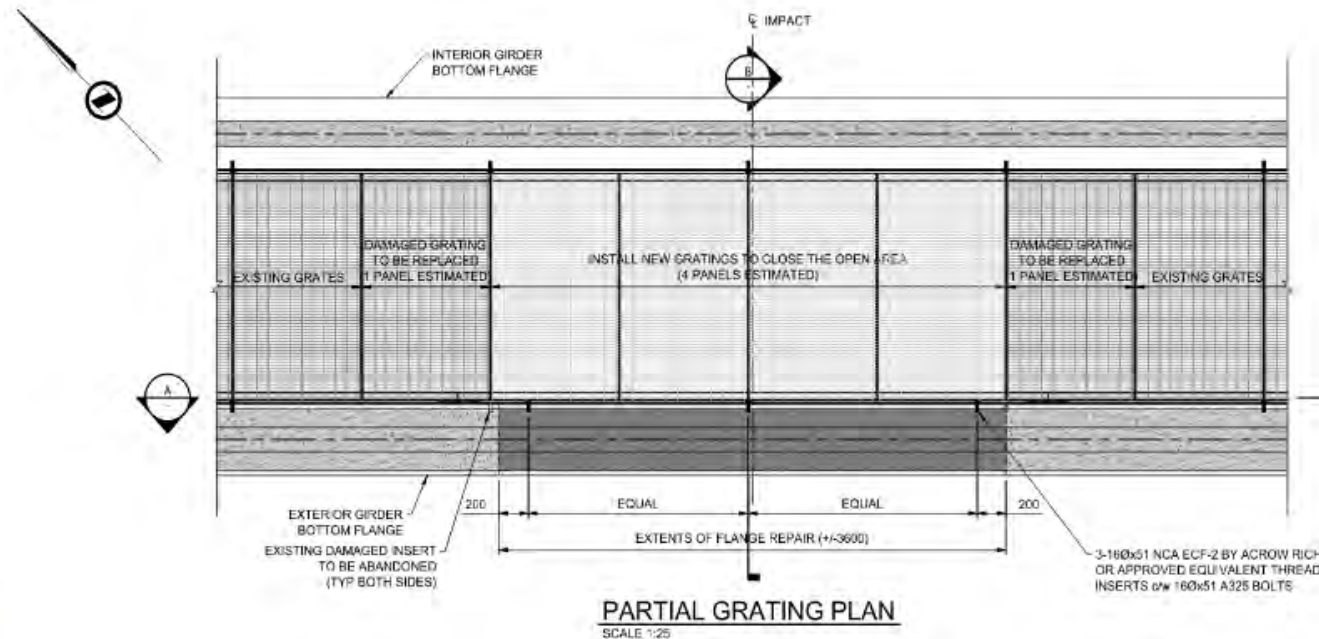 ℄ IMPACT
INTERIOR GIRDER
BOTTOM FLANGE
B
DAMAGED GRATING
TO BE REPLACED
(1 PANEL ESTIMATED)
EXISTING GRATES
INSTALL NEW GRATINGS TO CLOSE THE OPEN AREA
(4 PANELS ESTIMATED)
DAMAGED GRATING
TO BE REPLACED
(1 PANEL ESTIMATED)
EXISTING GRATES
A
200
EQUAL
EQUAL
200
EXTERIOR GIRDER
BOTTOM FLANGE
EXTENTS OF FLANGE REPAIR (+/-3600)
EXISTING DAMAGED INSERT
TO BE ABANDONED
(TYP BOTH SIDES)
3-16Øx51 NCA ECF-2 BY ACROW RICH
OR APPROVED EQUIVALENT THREAD
INSERTS c/w 16Øx51 A325 BOLTS
PARTIAL GRATING PLAN
SCALE 1:25